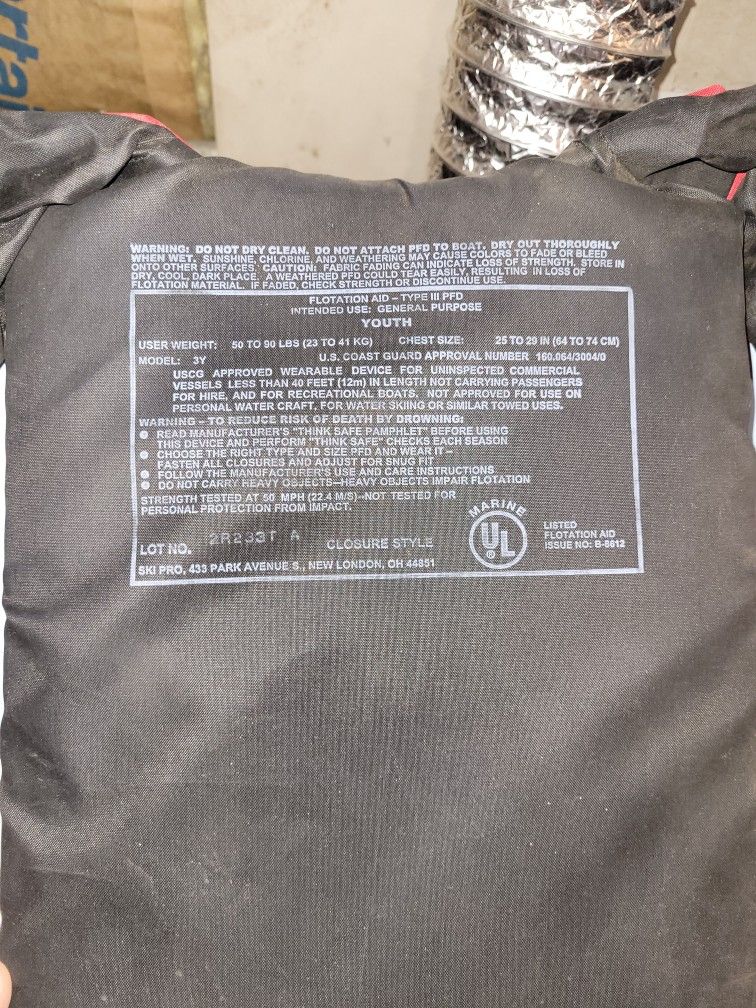 rtal
WARNING: DO NOT DRY CLEAN. DO NOT ATTACH PFD TO BOAT. DRY OUT THOROUGHLY
WHEN WET. SUNSHINE, CHLORINE, AND WEATHERING MAY CAUSE COLORS TO FADE OR BLEED
ONTO OTHER SURFACES. CAUTION: FABRIC FADING CAN INDICATE LOSS OF STRENGTH. STORE IN
DRY, COOL, DARK PLACE. A WEATHERED PFD COULD TEAR EASILY, RESULTING IN LOSS OF
FLOTATION MATERIAL. IF FADED, CHECK STRENGTH OR DISCONTINUE USE.
FLOTATION AID – TYPE III PFD
INTENDED USE: GENERAL PURPOSE
YOUTH
USER WEIGHT: 50 TO 90 LBS (23 TO 41 KG) CHEST SIZE: 25 TO 29 IN (64 TO 74 CM)
MODEL: 3Y U.S. COAST GUARD APPROVAL NUMBER 160.064/3004/0
USCG APPROVED WEARABLE DEVICE FOR UNINSPECTED COMMERCIAL
VESSELS LESS THAN 40 FEET (12m) IN LENGTH NOT CARRYING PASSENGERS
FOR HIRE, AND FOR RECREATIONAL BOATS. NOT APPROVED FOR USE ON
PERSONAL WATER CRAFT, FOR WATER SKIING OR SIMILAR TOWED USES.
WARNING – TO REDUCE RISK OF DEATH BY DROWNING:
● READ MANUFACTURER'S "THINK SAFE PAMPHLET" BEFORE USING
THIS DEVICE AND PERFORM "THINK SAFE" CHECKS EACH SEASON
● CHOOSE THE RIGHT TYPE AND SIZE PFD AND WEAR IT –
FASTEN ALL CLOSURES AND ADJUST FOR SNUG FIT
● FOLLOW THE MANUFACTURER'S USE AND CARE INSTRUCTIONS
● DO NOT CARRY HEAVY OBJECTS—HEAVY OBJECTS IMPAIR FLOTATION
STRENGTH TESTED AT 50 MPH (22.4 M/S)–NOT TESTED FOR
PERSONAL PROTECTION FROM IMPACT.
MARINE
UL
®
LISTED
FLOTATION AID
ISSUE NO: B-8612
LOT NO. 2R233T A CLOSURE STYLE
SKI PRO, 433 PARK AVENUE S., NEW LONDON, OH 44851